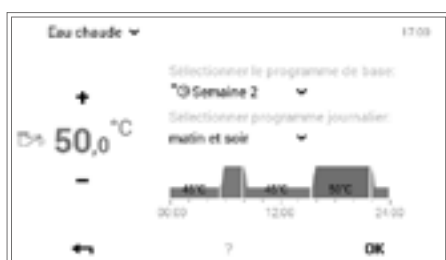 Eau chaude
17:03
Sélectionner le programme de base:
Semaine 2
+
50,0 °C
Sélectionner programme journalier:
matin et soir
–
45°C 45°C 50°C
00:00 12:00 24:00
? OK